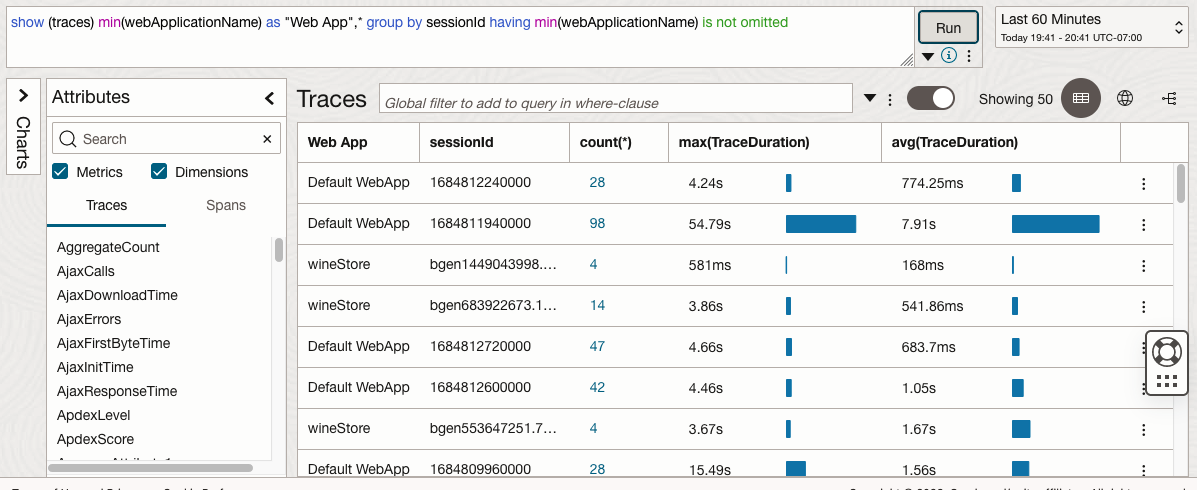 show (traces) min(webApplicationName) as "Web App",* group by sessionId having min(webApplicationName) is not omitted
Run
Last 60 Minutes
Today 19:41 - 20:41 UTC-07:00
Charts
Attributes
Search
Metrics
Dimensions
Traces
Spans
AggregateCount
AjaxCalls
AjaxDownloadTime
AjaxErrors
AjaxFirstByteTime
AjaxInitTime
AjaxResponseTime
ApdexLevel
ApdexScore
Traces
Global filter to add to query in where-clause
Showing 50
Web App sessionId count(*) max(TraceDuration) avg(TraceDuration)
Default WebApp 1684812240000 28 4.24s 774.25ms
Default WebApp 1684811940000 98 54.79s 7.91s
wineStore bgen1449043998.... 4 581ms 168ms
wineStore bgen683922673.1... 14 3.86s 541.86ms
Default WebApp 1684812720000 47 4.66s 683.7ms
Default WebApp 1684812600000 42 4.46s 1.05s
wineStore bgen553647251.7... 4 3.67s 1.67s
Default WebApp 1684809960000 28 15.49s 1.56s